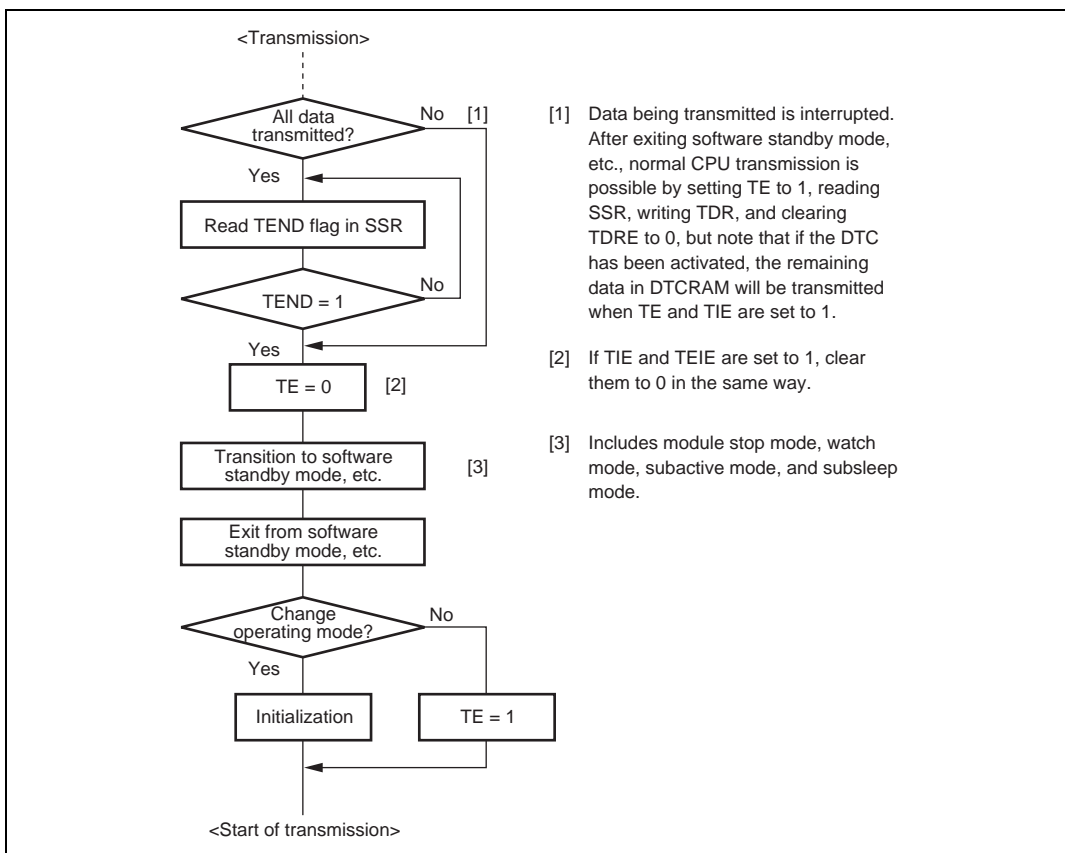 <Transmission>
All data
transmitted?
No [1]
Yes
Read TEND flag in SSR
TEND = 1
No
Yes
TE = 0
[2]
Transition to software
standby mode, etc.
[3]
Exit from software
standby mode, etc.
Change
operating mode?
No
Yes
Initialization
TE = 1
<Start of transmission>
[1] Data being transmitted is interrupted.
After exiting software standby mode,
etc., normal CPU transmission is
possible by setting TE to 1, reading
SSR, writing TDR, and clearing
TDRE to 0, but note that if the DTC
has been activated, the remaining
data in DTCRAM will be transmitted
when TE and TIE are set to 1.
[2] If TIE and TEIE are set to 1, clear
them to 0 in the same way.
[3] Includes module stop mode, watch
mode, subactive mode, and subsleep
mode.